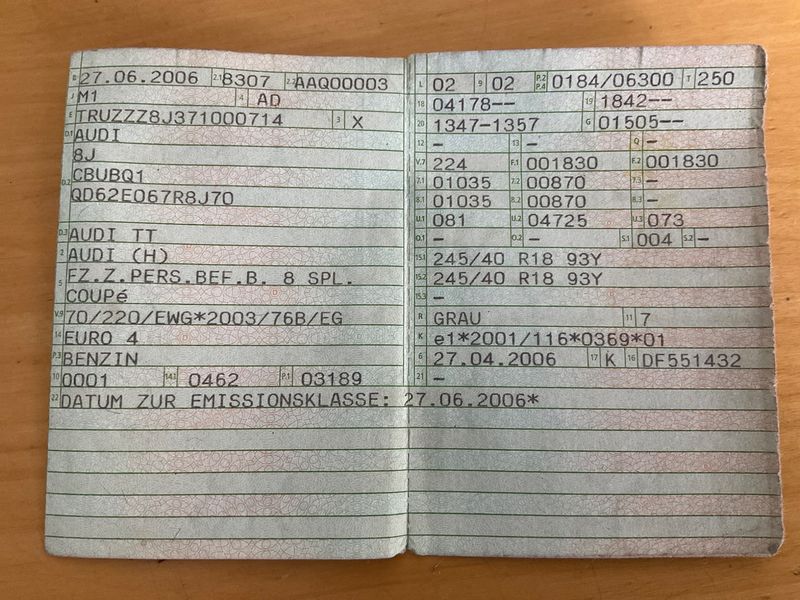 B 27.06.2006 2.1 8307 2.2 AAQ00003
J M1 4 AD
E TRUZZZ8J371000714 3 X
D.1 AUDI
8J
D.2 CBUBQ1
QD62E067R8J70
D.3 AUDI TT
2 AUDI (H)
5 FZ.Z.PERS.BEF.B. 8 SPL.
COUPé
V.9 70/220/EWG*2003/76B/EG
14 EURO 4
P.3 BENZIN
10 0001 14.1 0462 P.1 03189
22 DATUM ZUR EMISSIONSKLASSE: 27.06.2006*
L 02 9 02 P.2 P.4 0184/06300 T 250
18 04178-- 19 1842--
20 1347-1357 G 01505--
12 - 13 - Q -
V.7 224 F.1 001830 F.2 001830
7.1 01035 7.2 00870 7.3 -
8.1 01035 8.2 00870 8.3 -
U.1 081 U.2 04725 U.3 073
O.1 - O.2 - S.1 004 S.2 -
15.1 245/40 R18 93Y
15.2 245/40 R18 93Y
15.3 -
R GRAU 11 7
K e1*2001/116*0369*01
6 27.04.2006 17 K 16 DF551432
21 -